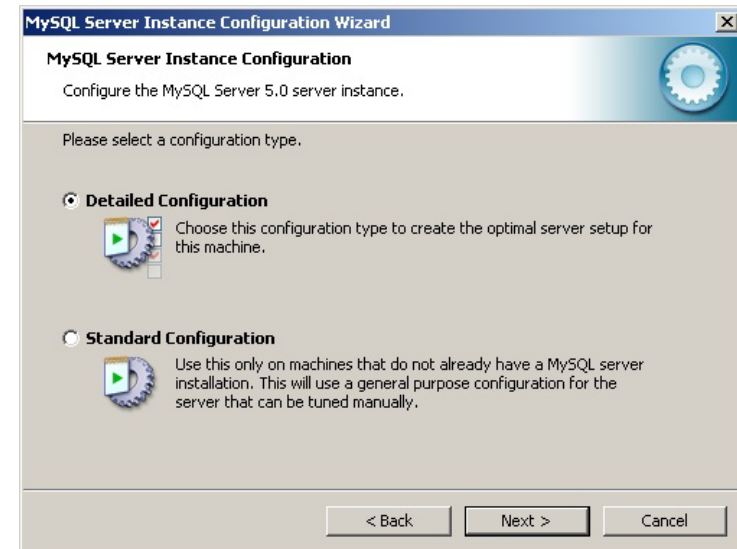 MySQL Server Instance Configuration Wizard
MySQL Server Instance Configuration
Configure the MySQL Server 5.0 server instance.
Please select a configuration type.
Detailed Configuration
Choose this configuration type to create the optimal server setup for
this machine.
Standard Configuration
Use this only on machines that do not already have a MySQL server
installation. This will use a general purpose configuration for the
server that can be tuned manually.
< Back
Next >
Cancel